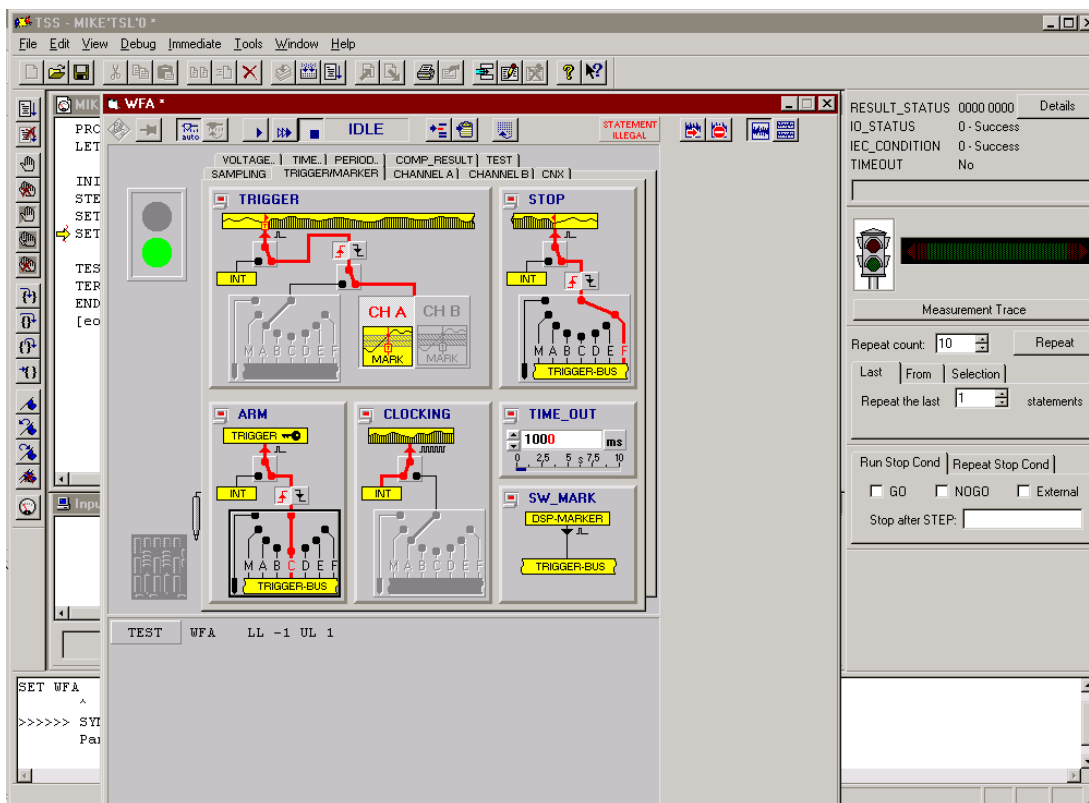 TSS - MIKE'TSL'0 *
File Edit View Debug Immediate Tools Window Help
MIK
PRO
LET
INI
STE
SET
SET
TES
TER
END
[eo
WFA *
auto
IDLE
STATEMENT
ILLEGAL
VOLTAGE.. TIME.. PERIOD.. COMP_RESULT TEST
SAMPLING TRIGGER/MARKER CHANNEL A CHANNEL B CNX
TRIGGER
INT
M A B C D E F
CH A
MARK
CH B
MARK
STOP
INT
M A B C D E F
TRIGGER-BUS
ARM
TRIGGER
INT
M A B C D E F
TRIGGER-BUS
CLOCKING
INT
M A B C D E F
TIME_OUT
1000 ms
0 2,5 5 s 7,5 10
SW_MARK
DSP-MARKER
TRIGGER-BUS
TEST WFA LL -1 UL 1
Inpu
SET WFA
^
>>>>>> SYN
Par
RESULT_STATUS 0000 0000 Details
IO_STATUS 0 - Success
IEC_CONDITION 0 - Success
TIMEOUT No
Measurement Trace
Repeat count: 10 Repeat
Last From Selection
Repeat the last 1 statements
Run Stop Cond Repeat Stop Cond
GO NOGO External
Stop after STEP: